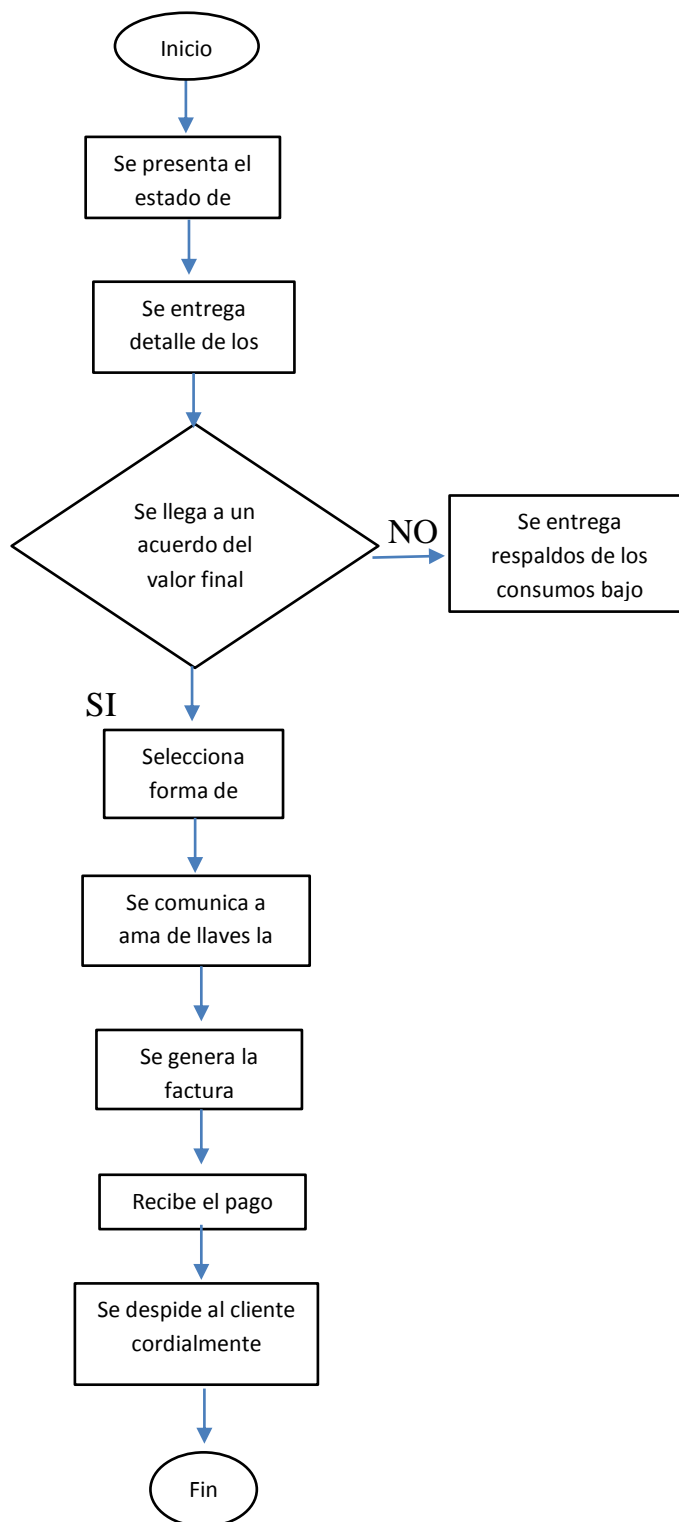 Inicio
Se presenta el
estado de
Se entrega
detalle de los
Se llega a un
acuerdo del
valor final
NO
Se entrega
respaldos de los
consumos bajo
SI
Selecciona
forma de
Se comunica a
ama de llaves la
Se genera la
factura
Recibe el pago
Se despide al cliente
cordialmente
Fin